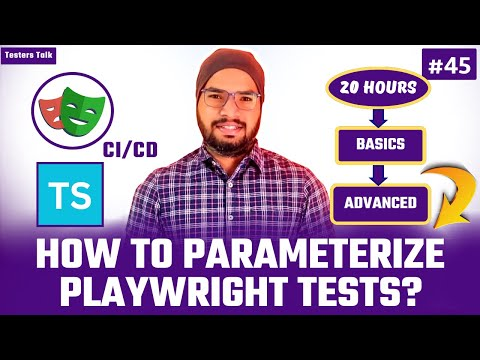 Testers Talk
#45
20 HOURS
CI/CD
BASICS
TS
ADVANCED
HOW TO PARAMETERIZE
PLAYWRIGHT TESTS?